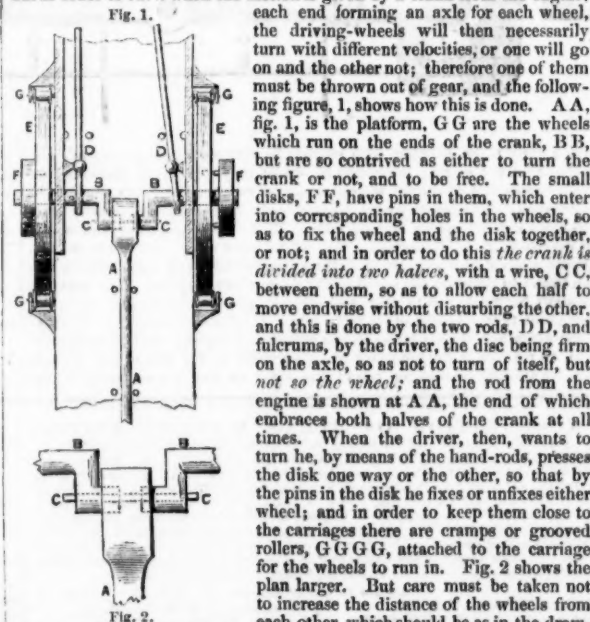 Fig. 1.
G G
E E
D D
F B B F
C C
A
G G
A
B B
C C
A
Fig. 2.
each end forming an axle for each wheel,
the driving-wheels will then necessarily
turn with different velocities, or one will go
on and the other not; therefore one of them
must be thrown out of gear, and the follow-
ing figure, 1, shows how this is done. A A,
fig. 1, is the platform, G G are the wheels
which run on the ends of the crank, B B,
but are so contrived as either to turn the
crank or not, and to be free. The small
disks, F F, have pins in them, which enter
into corresponding holes in the wheels, so
as to fix the wheel and the disk together,
or not; and in order to do this the crank is
divided into two halves, with a wire, C C,
between them, so as to allow each half to
move endwise without disturbing the other,
and this is done by the two rods, D D, and
fulcrums, by the driver, the disc being firm
on the axle, so as not to turn of itself, but
not so the wheel; and the rod from the
engine is shown at A A, the end of which
embraces both halves of the crank at all
times. When the driver, then, wants to
turn he, by means of the hand-rods, presses
the disk one way or the other, so that by
the pins in the disk he fixes or unfixes either
wheel; and in order to keep them close to
the carriages there are cramps or grooved
rollers, G G G G, attached to the carriage
for the wheels to run in. Fig. 2 shows the
plan larger. But care must be taken not
to increase the distance of the wheels from